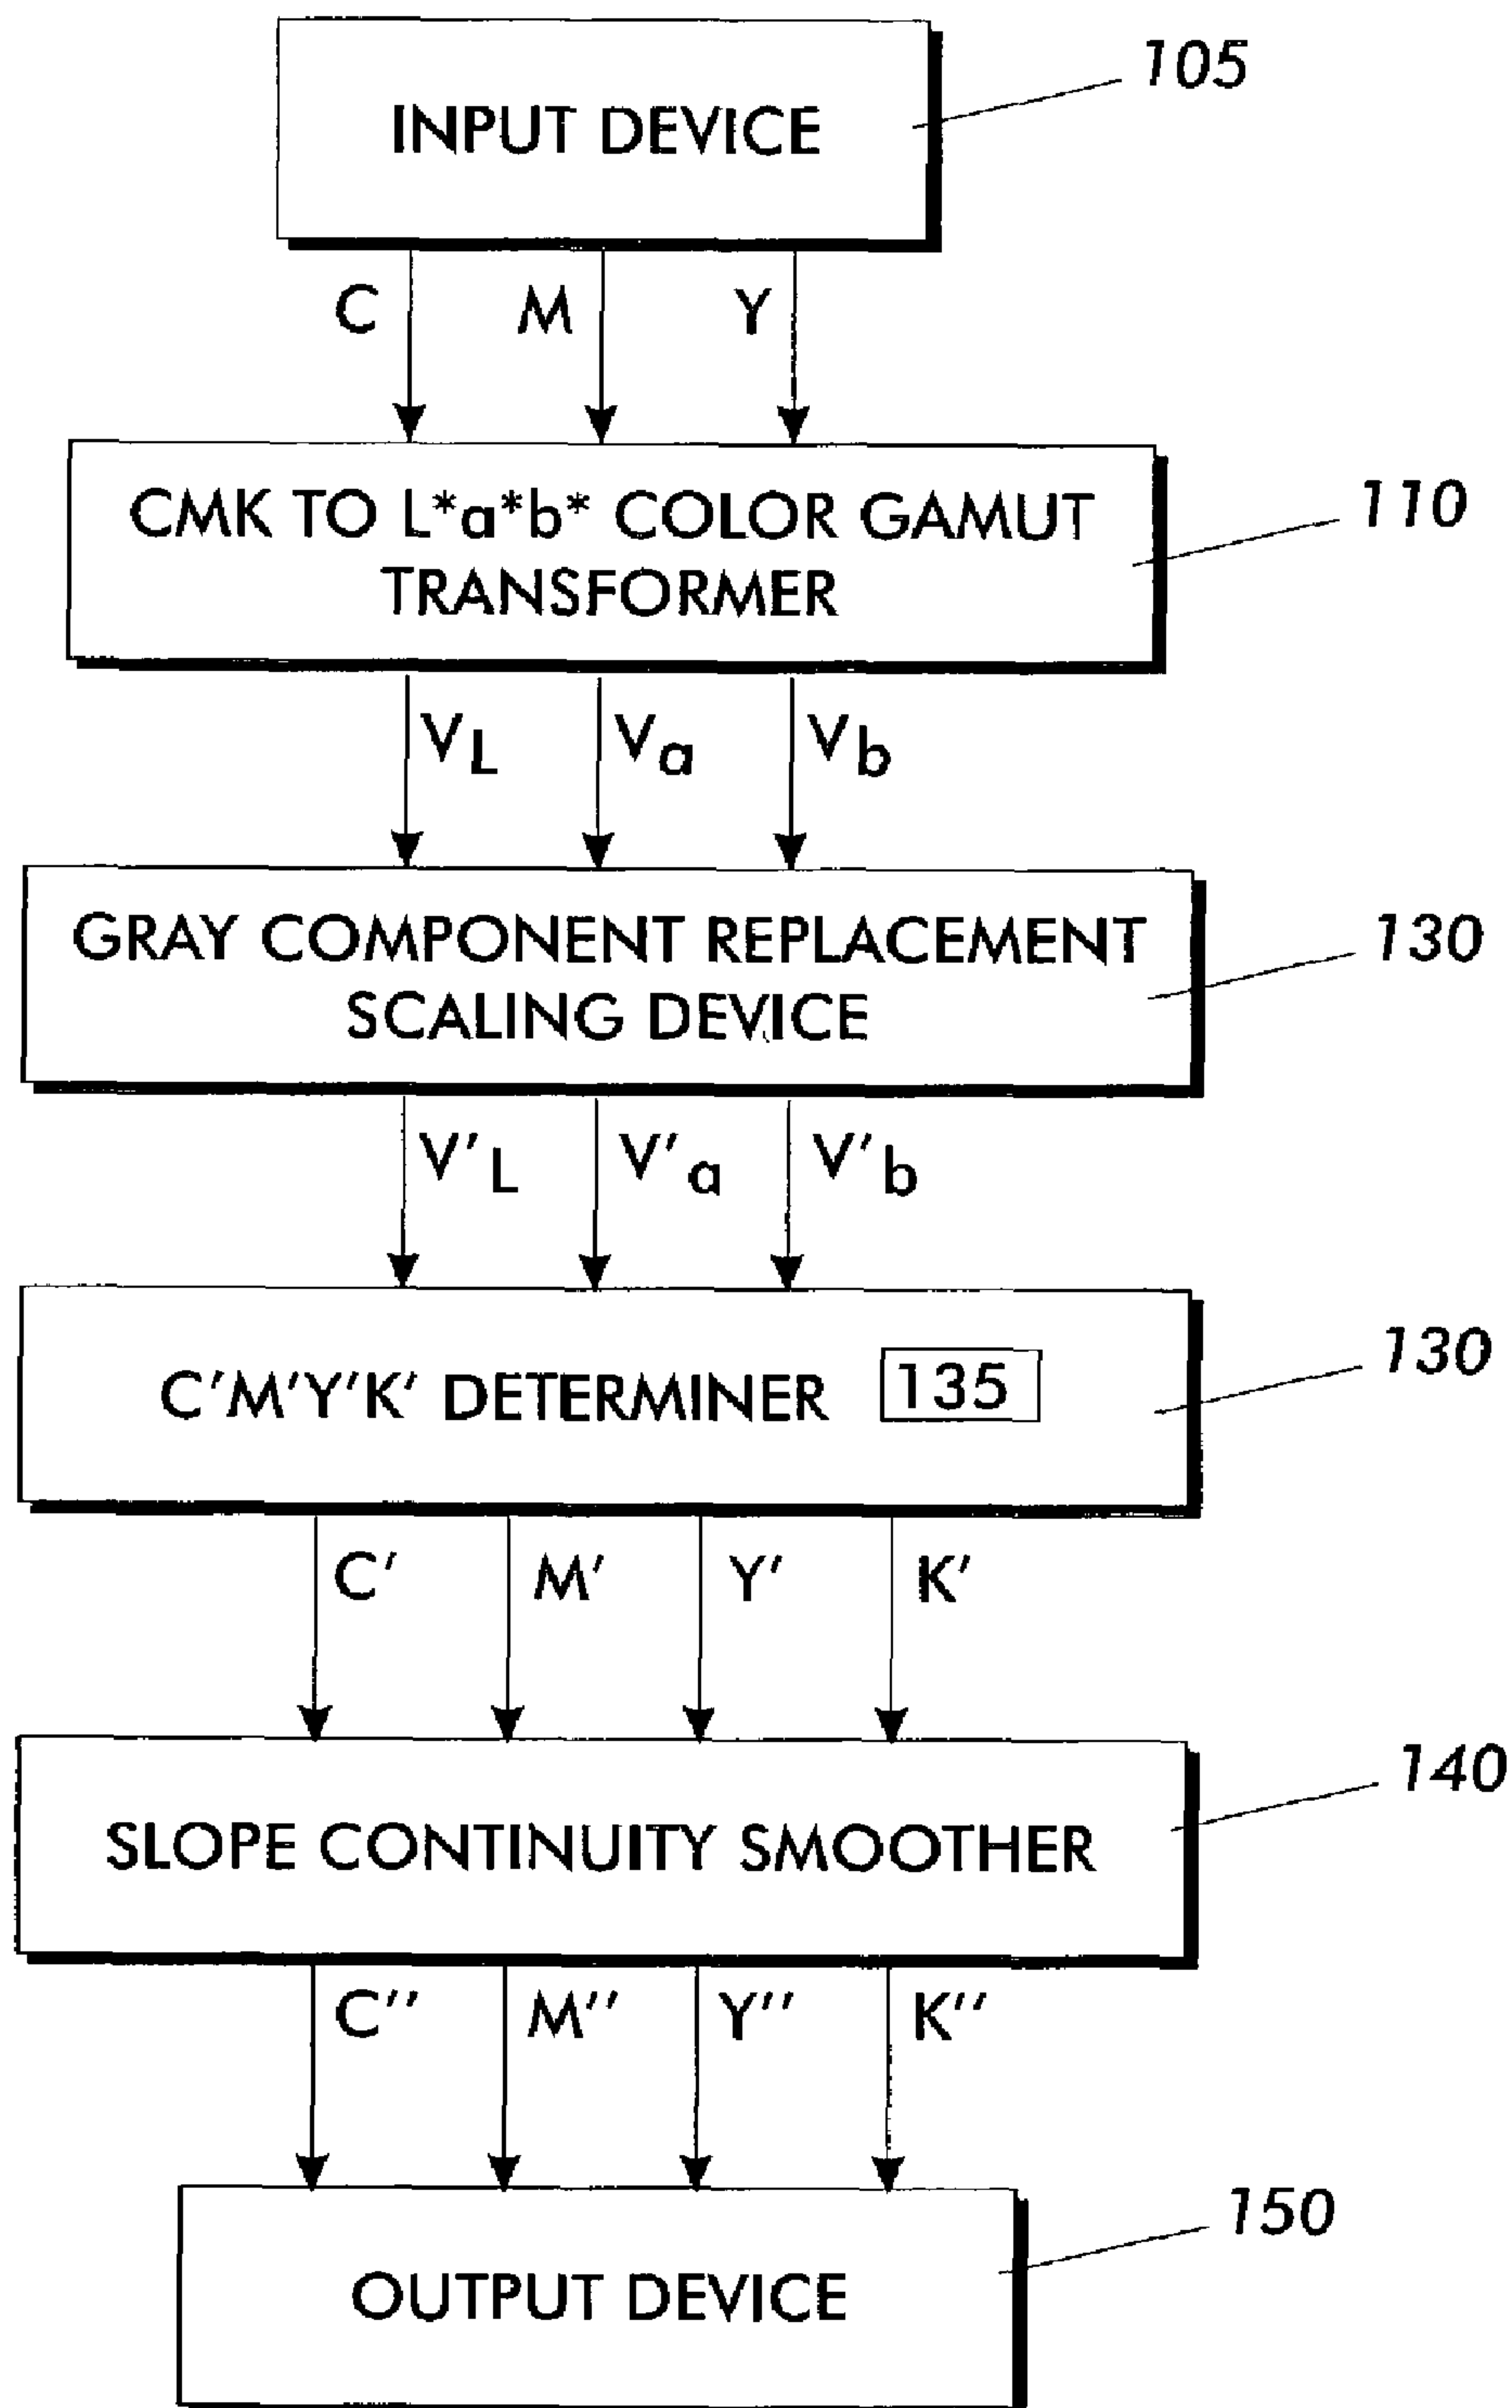 105
INPUT DEVICE
C M Y
CMK TO L*a*b* COLOR GAMUT
TRANSFORMER
110
VL Va Vb
GRAY COMPONENT REPLACEMENT
SCALING DEVICE
130
V'L V'a V'b
C'M'Y'K' DETERMINER 135
130
C' M' Y' K'
140
SLOPE CONTINUITY SMOOTHER
C'' M'' Y'' K''
150
OUTPUT DEVICE